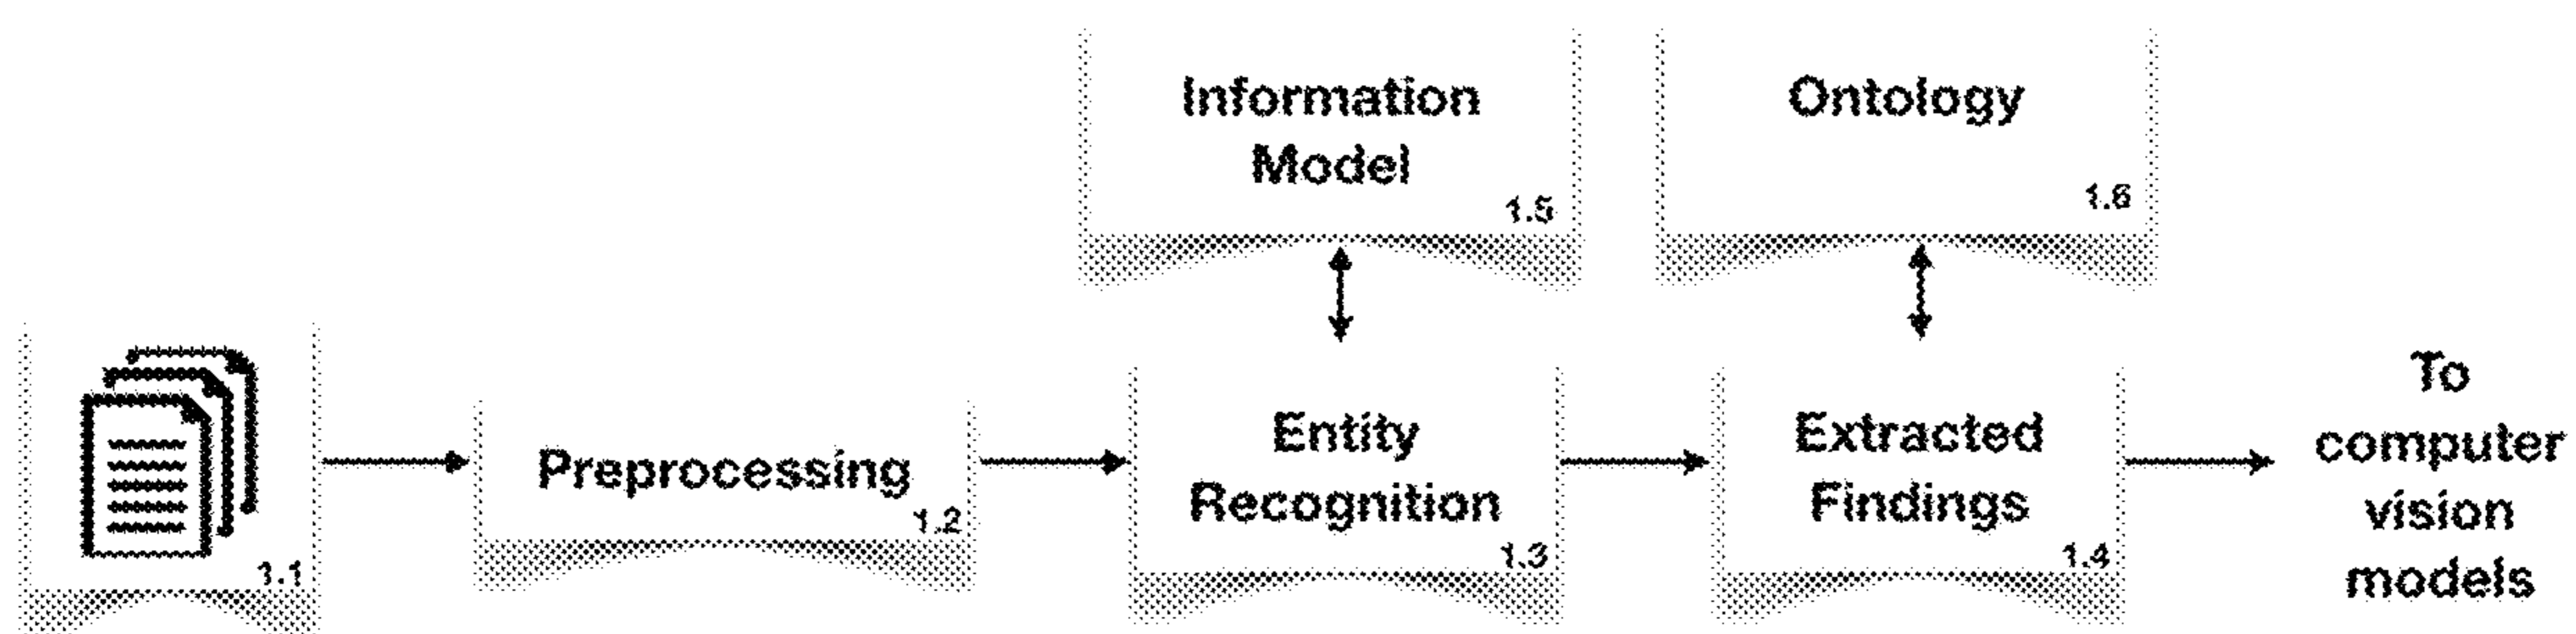 Information
Model
1.5
Ontology
1.6
1.1
Preprocessing
1.2
Entity
Recognition
1.3
Extracted
Findings
1.4
To
computer
vision
models